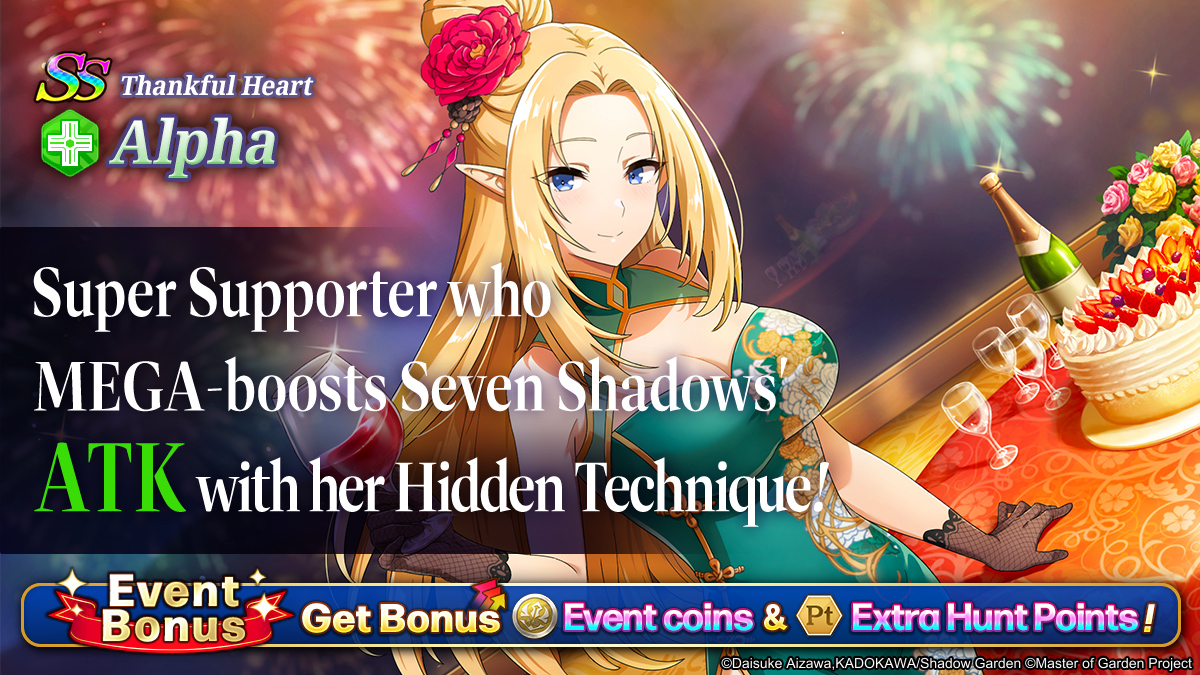 SS Thankful Heart
Alpha
Super Supporter who
MEGA-boosts Seven Shadows'
ATK with her Hidden Technique!
Event
Bonus
Get Bonus Event coins & Pt Extra Hunt Points!
©Daisuke Aizawa,KADOKAWA/Shadow Garden ©Master of Garden Project